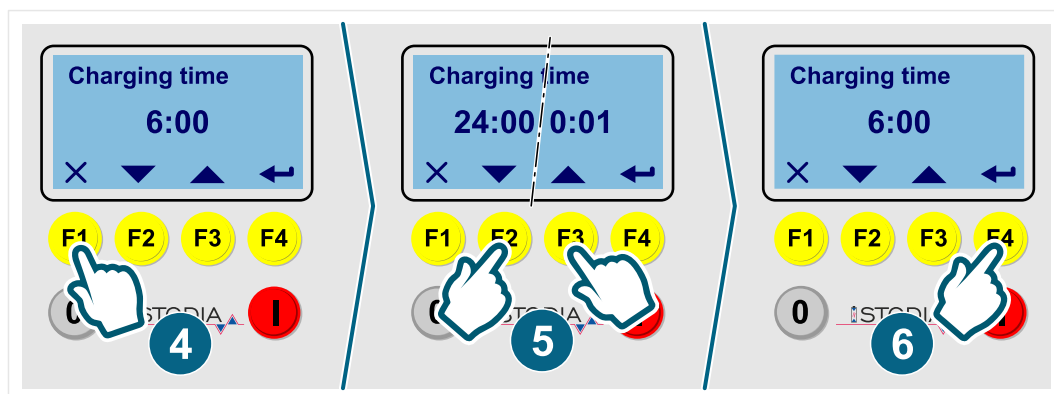 Charging time
6:00
F1 F2 F3 F4
0 STODIA I
4
Charging time
24:00 0:01
F1 F2 F3 F4
5
Charging time
6:00
F1 F2 F3 F4
0
6